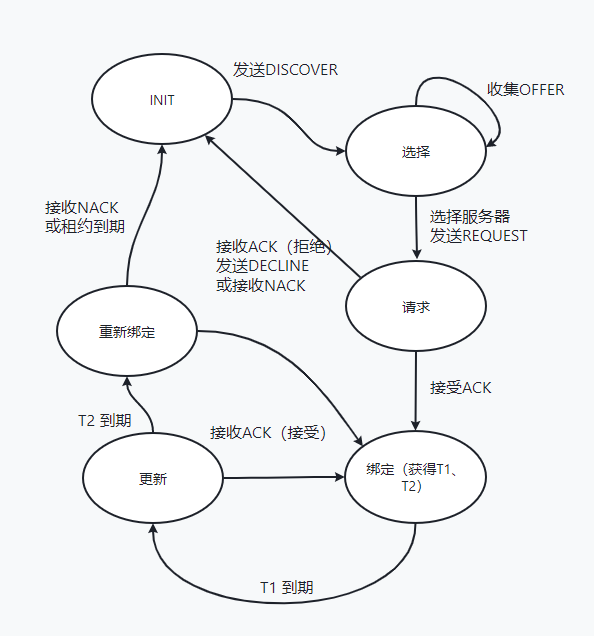 发送DISCOVER
收集OFFER
INIT
选择
接收NACK
或租约到期
选择服务器
发送REQUEST
接收ACK（拒绝）
发送DECLINE
或接收NACK
请求
重新绑定
接受ACK
T2 到期
接收ACK（接受）
更新
绑定（获得T1、
T2）
T1 到期